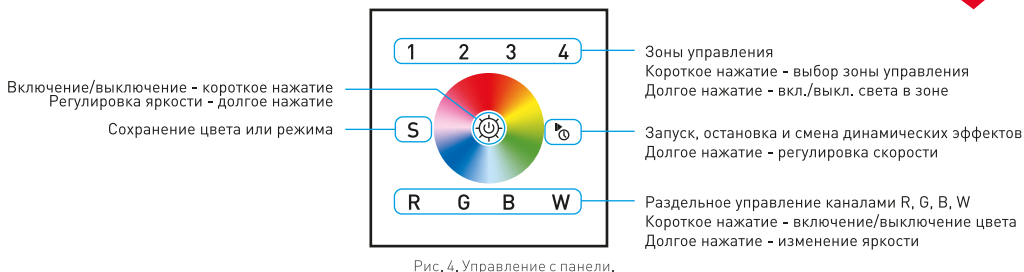 1 2 3 4
Зоны управления
Короткое нажатие - выбор зоны управления
Долгое нажатие - вкл./выкл. света в зоне
Включение/выключение - короткое нажатие
Регулировка яркости - долгое нажатие
Сохранение цвета или режима
S
Запуск, остановка и смена динамических эффектов
Долгое нажатие - регулировка скорости
R G B W
Раздельное управление каналами R, G, B, W
Короткое нажатие - включение/выключение цвета
Долгое нажатие - изменение яркости
Рис. 4. Управление с панели.